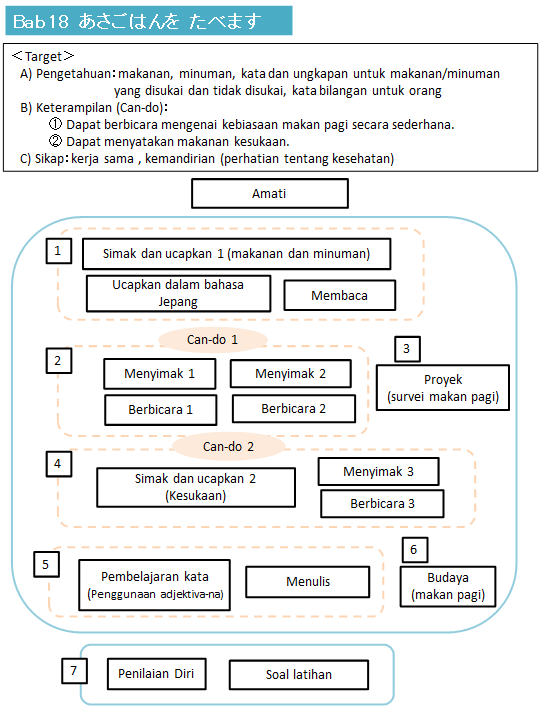 Bab18 あさごはんを たべます
＜Target＞
A) Pengetahuan：makanan, minuman, kata dan ungkapan untuk makanan/minuman
yang disukai dan tidak disukai, kata bilangan untuk orang
B) Keterampilan (Can-do)：
① Dapat berbicara mengenai kebiasaan makan pagi secara sederhana.
② Dapat menyatakan makanan kesukaan.
C) Sikap：kerja sama , kemandirian (perhatian tentang kesehatan)
Amati
1
Simak dan ucapkan 1 (makanan dan minuman)
Ucapkan dalam bahasa
Jepang
Membaca
Can-do 1
2
Menyimak 1
Menyimak 2
Berbicara 1
Berbicara 2
3
Proyek
(survei makan pagi)
Can-do 2
4
Simak dan ucapkan 2
(Kesukaan)
Menyimak 3
Berbicara 3
5
Pembelajaran kata
(Penggunaan adjektiva-na)
Menulis
6
Budaya
(makan pagi)
7
Penilaian Diri
Soal latihan